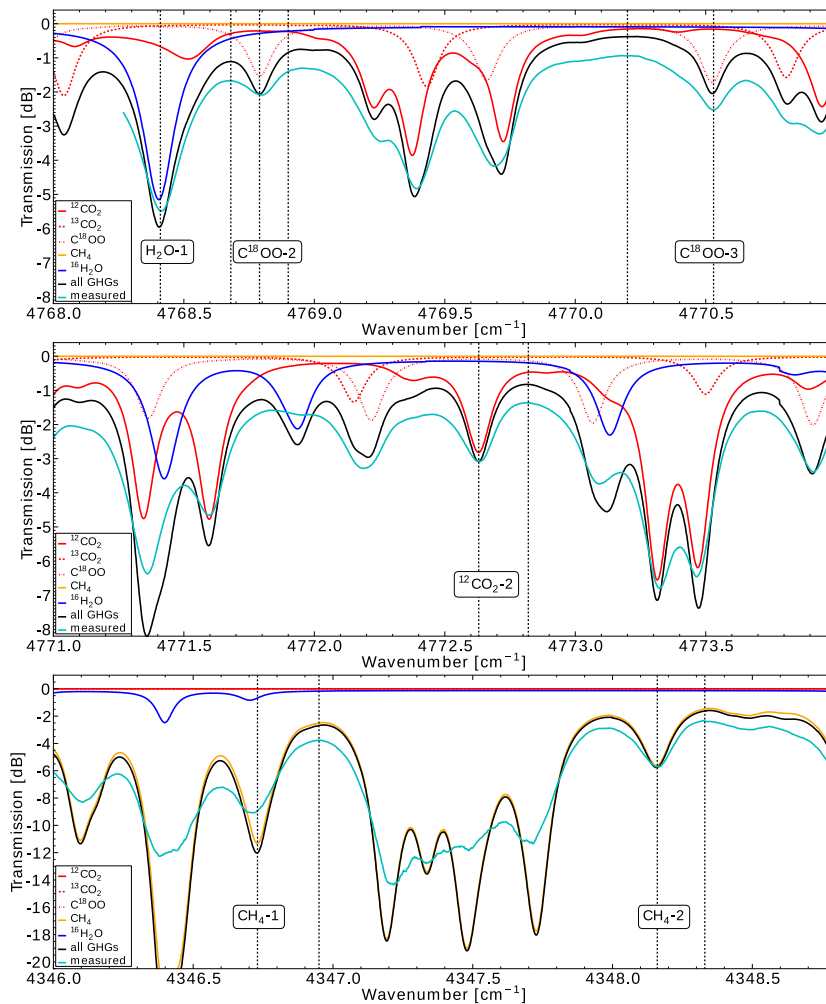 0
-1
-2
-3
-4
-5
-6
-7
-8
Transmission [dB]
¹²CO₂
¹³CO₂
C¹⁸OO
CH₄
¹⁶H₂O
all GHGs
measured
H₂O-1
C¹⁸OO-2
C¹⁸OO-3
4768.0 4768.5 4769.0 4769.5 4770.0 4770.5
Wavenumber [cm⁻¹]
0
-1
-2
-3
-4
-5
-6
-7
-8
Transmission [dB]
¹²CO₂
¹³CO₂
C¹⁸OO
CH₄
¹⁶H₂O
all GHGs
measured
¹²CO₂-2
4771.0 4771.5 4772.0 4772.5 4773.0 4773.5
Wavenumber [cm⁻¹]
0
-2
-4
-6
-8
-10
-12
-14
-16
-18
-20
Transmission [dB]
¹²CO₂
¹³CO₂
C¹⁸OO
CH₄
¹⁶H₂O
all GHGs
measured
CH₄-1
CH₄-2
4346.0 4346.5 4347.0 4347.5 4348.0 4348.5
Wavenumber [cm⁻¹]